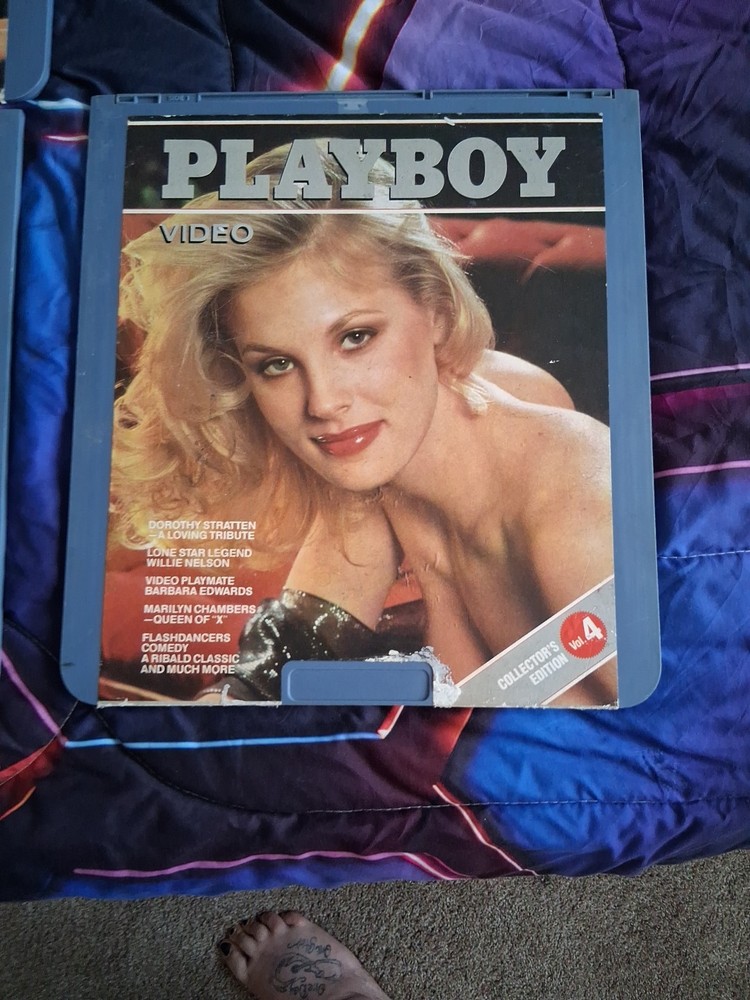 PLAYBOY
VIDEO
DOROTHY STRATTEN
—A LOVING TRIBUTE
LONE STAR LEGEND
WILLIE NELSON
VIDEO PLAYMATE
BARBARA EDWARDS
MARILYN CHAMBERS
—QUEEN OF "X"
FLASHDANCERS
COMEDY
A RIBALD CLASSIC
AND MUCH MORE
COLLECTOR'S
EDITION
Vol. 4